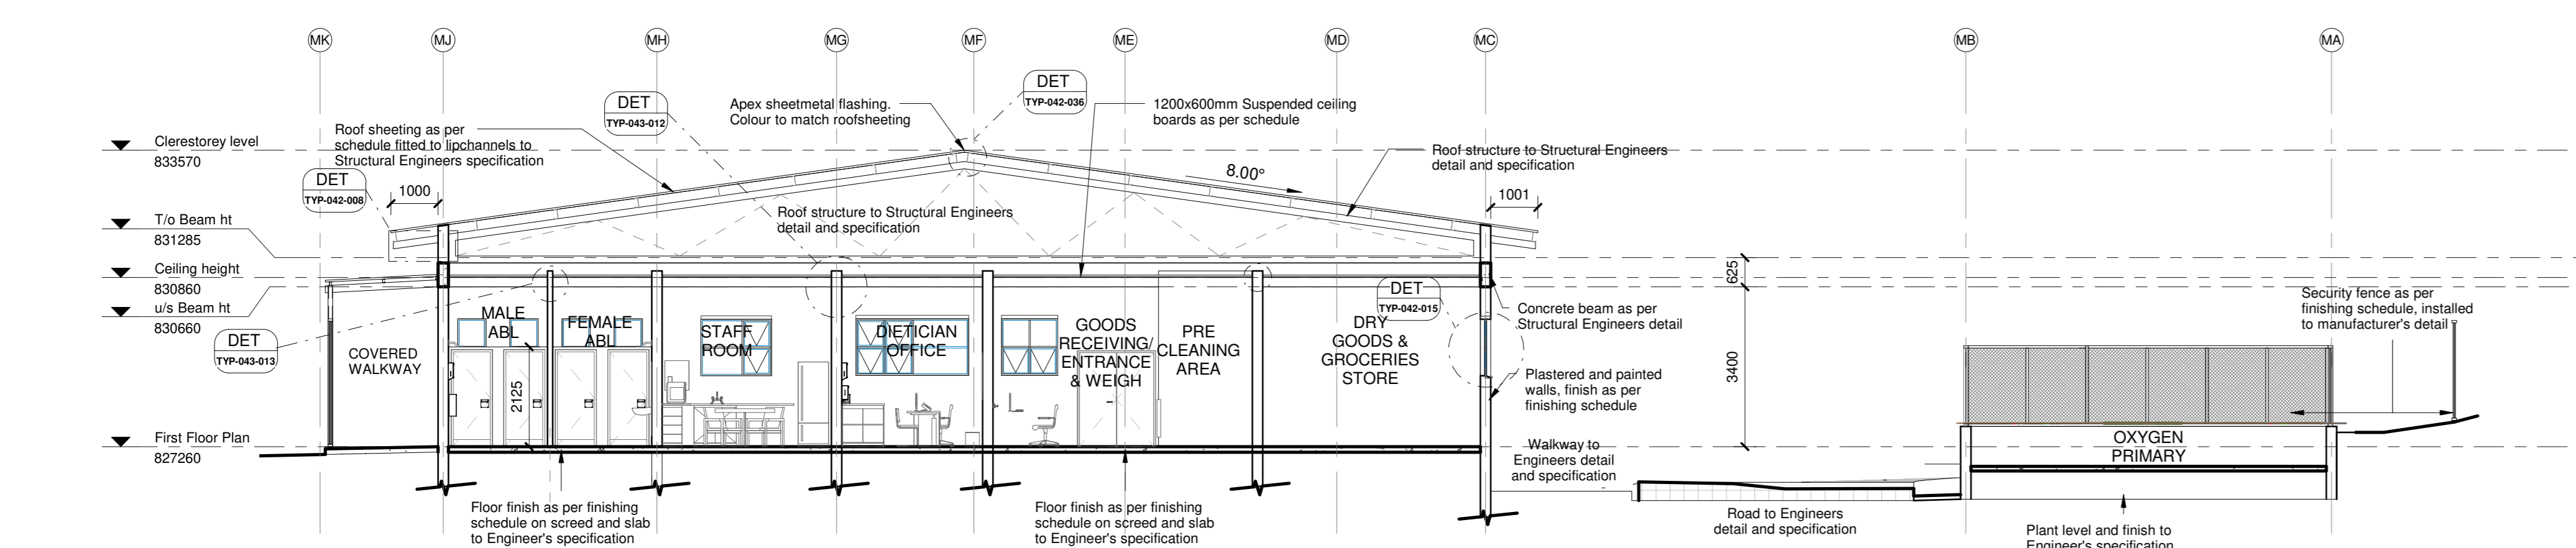 MK
MJ
MH
MG
MF
ME
MD
MC
MB
MA
DET
TYP-042-036
DET
TYP-043-012
Apex sheetmetal flashing.
Colour to match roofsheeting
1200x600mm Suspended ceiling
boards as per schedule
Roof sheeting as per
schedule fitted to lipchannels to
Structural Engineers specification
Clerestorey level
833570
Roof structure to Structural Engineers
detail and specification
8.00°
DET
TYP-042-008
1000
1001
Roof structure to Structural Engineers
detail and specification
T/o Beam ht
831285
Ceiling height
830860
u/s Beam ht
830660
625
3400
DET
TYP-042-015
Concrete beam as per
Structural Engineers detail
Security fence as per
finishing schedule, installed
to manufacturer's detail
DET
TYP-043-013
COVERED
WALKWAY
MALE
ABL
FEMALE
ABL
STAFF
ROOM
DIETICIAN
OFFICE
GOODS
RECEIVING/
ENTRANCE
& WEIGH
PRE
CLEANING
AREA
DRY
GOODS &
GROCERIES
STORE
2125
Plastered and painted
walls, finish as per
finishing schedule
First Floor Plan
827260
Walkway to
Engineers detail
and specification
OXYGEN
PRIMARY
Floor finish as per finishing
schedule on screed and slab
to Engineer's specification
Floor finish as per finishing
schedule on screed and slab
to Engineer's specification
Road to Engineers
detail and specification
Plant level and finish to
Engineer's specification